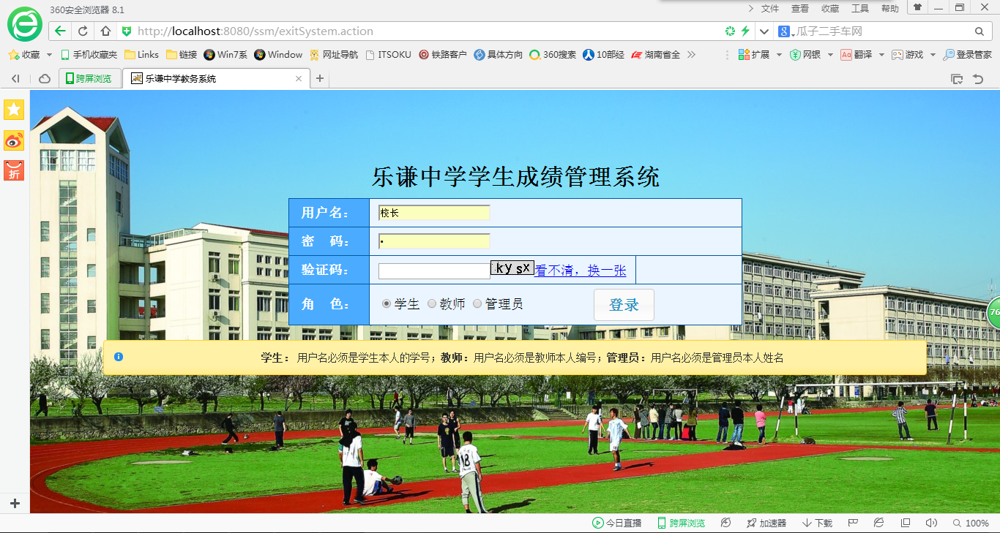 360安全浏览器 8.1
文件 查看 收藏 工具 帮助
http://localhost:8080/ssm/exitSystem.action
瓜子二手车网
收藏 手机收藏夹 Links 链接 Win7系 Window 网址导航 ITSOKU 铁路客户 具体方向 360搜索 10部经 湖南省全 扩展 网银 翻译 游戏 登录管家
跨屏浏览 乐谦中学教务系统
折
乐谦中学学生成绩管理系统
用户名： 校长
密 码：
验证码： ky sx 看不清，换一张
角 色： 学生 教师 管理员 登录
76
学生： 用户名必须是学生本人的学号；教师：用户名必须是教师本人编号；管理员：用户名必须是管理员本人姓名
18
今日直播 跨屏浏览 加速器 下载 100%